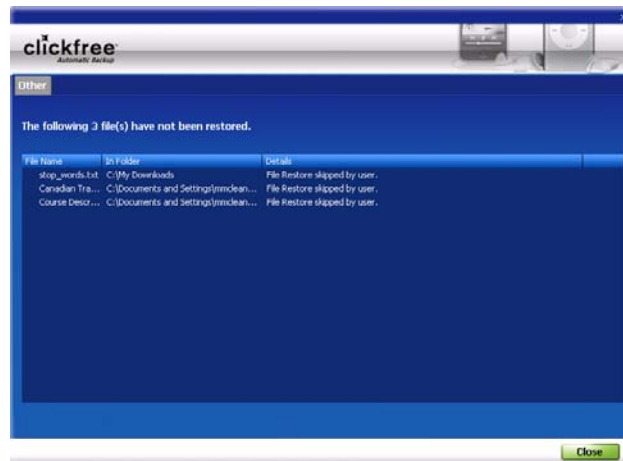 clickfree
Automatic Backup
Other
The following 3 file(s) have not been restored.
File Name In Folder Details
stop_words.txt C:\My Downloads File Restore skipped by user.
Canadian Tra... C:\Documents and Settings\mmclean... File Restore skipped by user.
Course Descr... C:\Documents and Settings\mmclean... File Restore skipped by user.
Close